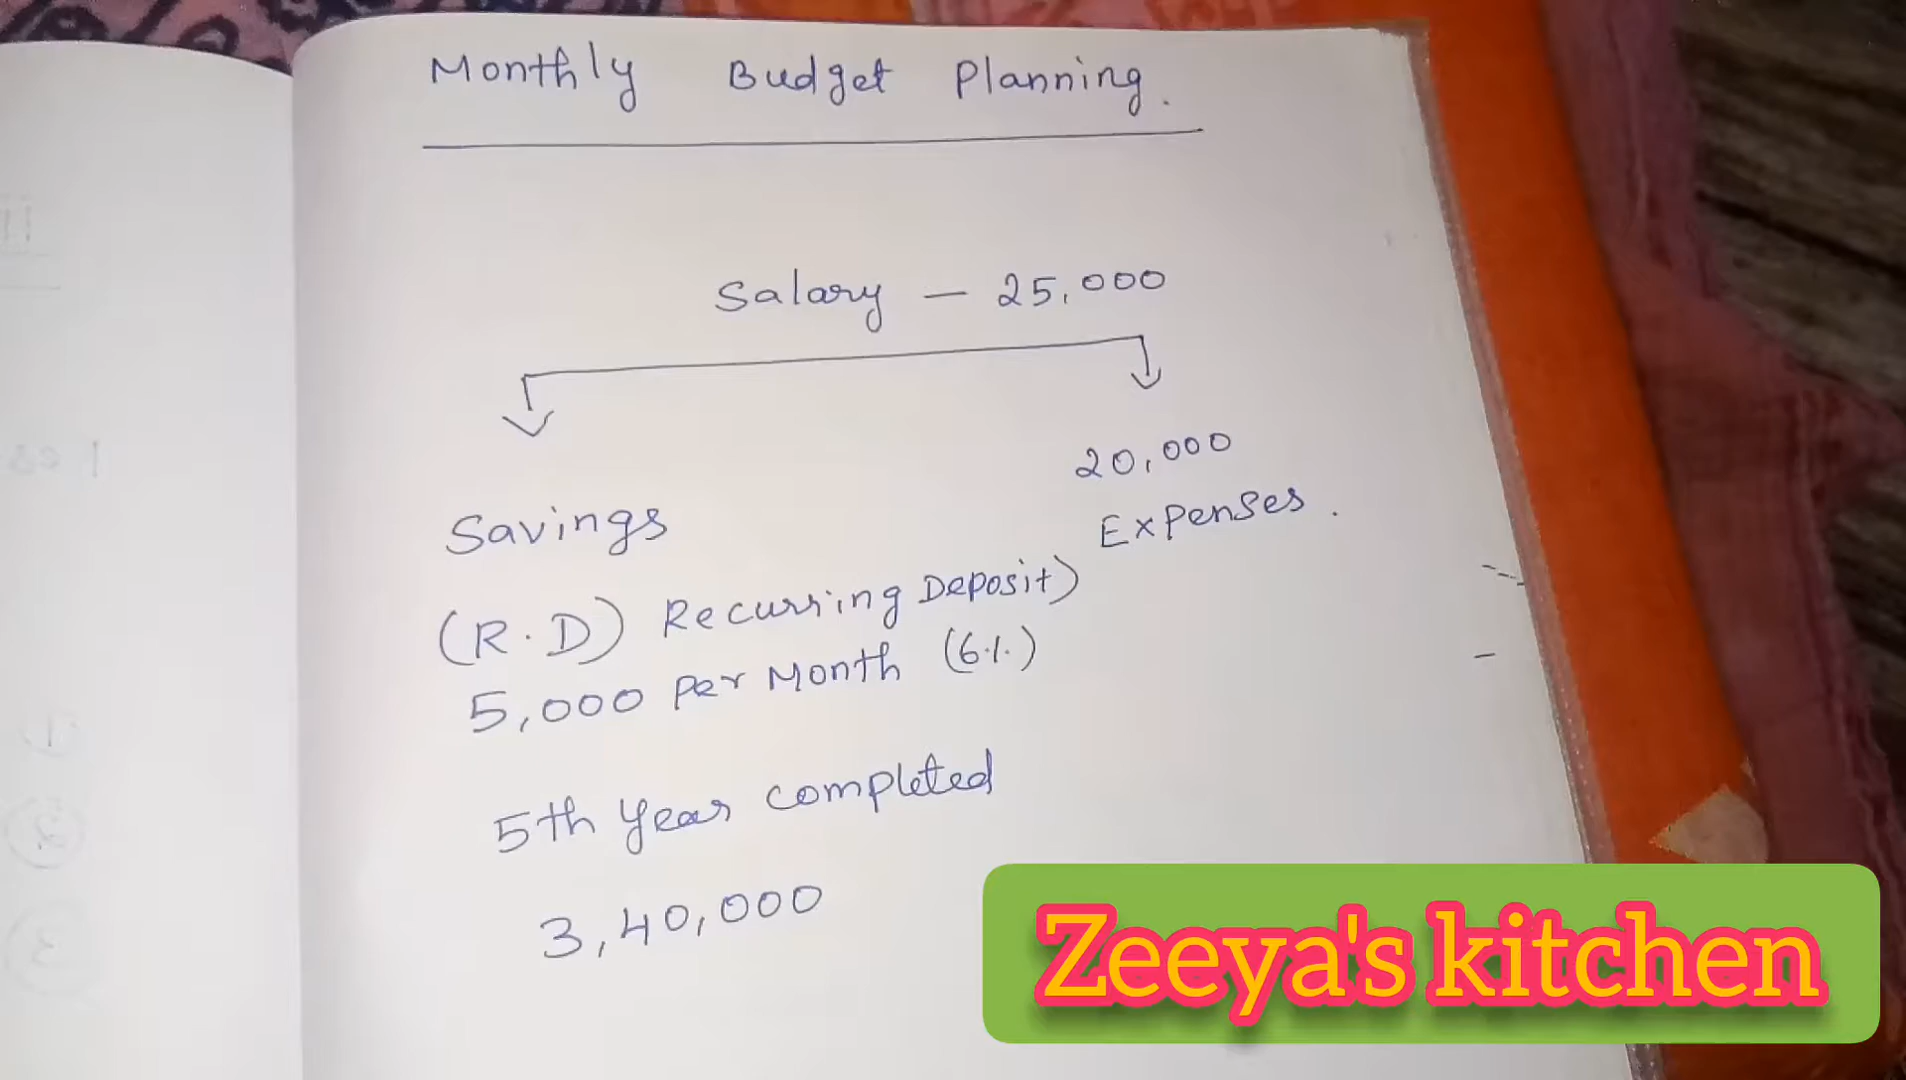 Monthly Budget Planning.
Salary — 25,000
20,000
Expenses.
Savings
(R.D) Recurring Deposit)
5,000 Per Month (6%)
5th Year completed
3,40,000
Zeeya's kitchen